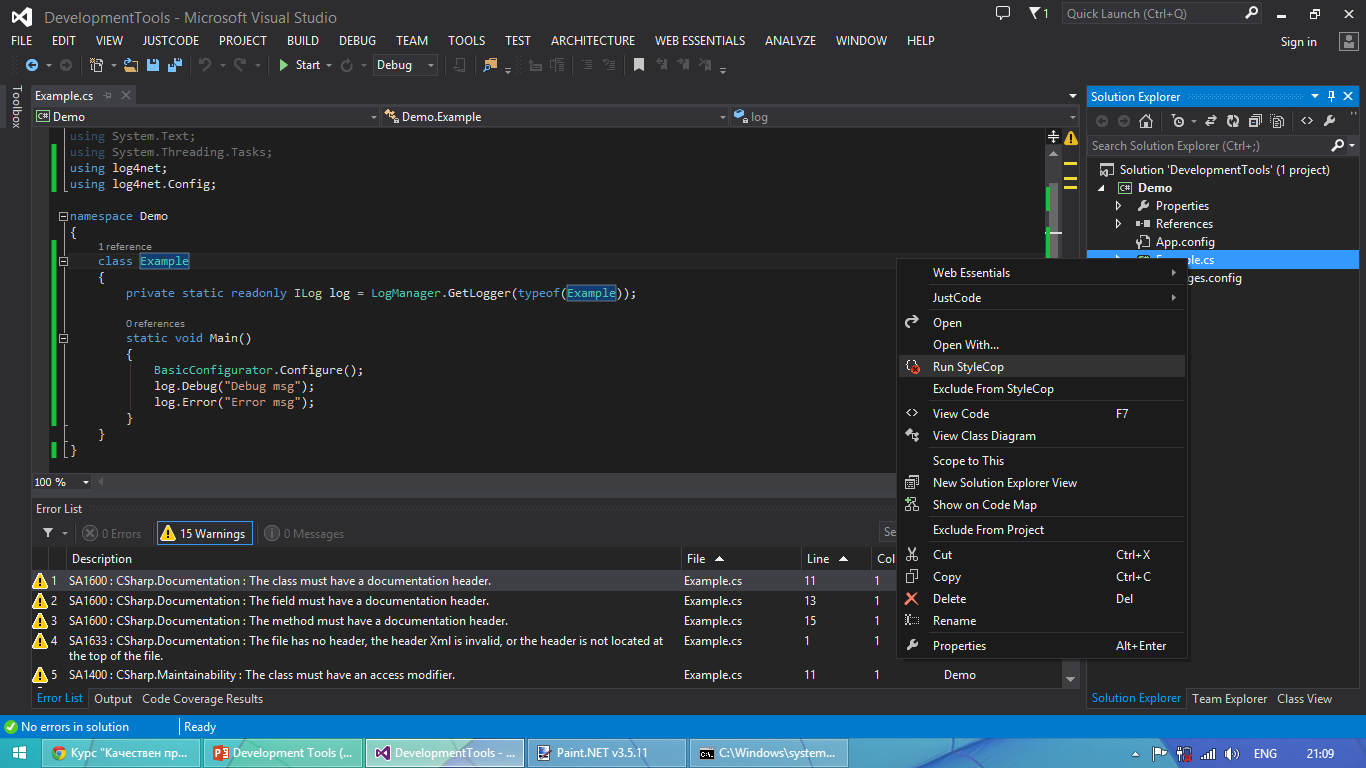 DevelopmentTools - Microsoft Visual Studio
1
Quick Launch (Ctrl+Q)
FILE EDIT VIEW JUSTCODE PROJECT BUILD DEBUG TEAM TOOLS TEST ARCHITECTURE WEB ESSENTIALS ANALYZE WINDOW HELP
Sign in
Start Debug
Toolbox
Example.cs
Demo Demo.Example log
using System.Text;
using System.Threading.Tasks;
using log4net;
using log4net.Config;
namespace Demo
{
1 reference
class Example
{
private static readonly ILog log = LogManager.GetLogger(typeof(Example));
0 references
static void Main()
{
BasicConfigurator.Configure();
log.Debug("Debug msg");
log.Error("Error msg");
}
}
}
100 %
Solution Explorer
Search Solution Explorer (Ctrl+;)
Solution 'DevelopmentTools' (1 project)
C# Demo
Properties
References
App.config
ple.cs
ges.config
Web Essentials
JustCode
Open
Open With...
Run StyleCop
Exclude From StyleCop
View Code F7
View Class Diagram
Scope to This
New Solution Explorer View
Show on Code Map
Exclude From Project
Cut Ctrl+X
Copy Ctrl+C
Delete Del
Rename
Properties Alt+Enter
Error List
0 Errors 15 Warnings 0 Messages Se
Description File Line Col
1 SA1600 : CSharp.Documentation : The class must have a documentation header. Example.cs 11 1
2 SA1600 : CSharp.Documentation : The field must have a documentation header. Example.cs 13 1
3 SA1600 : CSharp.Documentation : The method must have a documentation header. Example.cs 15 1
4 SA1633 : CSharp.Documentation : The file has no header, the header Xml is invalid, or the header is not located at Example.cs 1 1
the top of the file.
5 SA1400 : CSharp.Maintainability : The class must have an access modifier. Example.cs 11 1 Demo
Error List Output Code Coverage Results
Solution Explorer Team Explorer Class View
No errors in solution Ready
Курс "Качествен пр... Development Tools (... DevelopmentTools - ... Paint.NET v3.5.11 C:\Windows\system... ENG 21:09